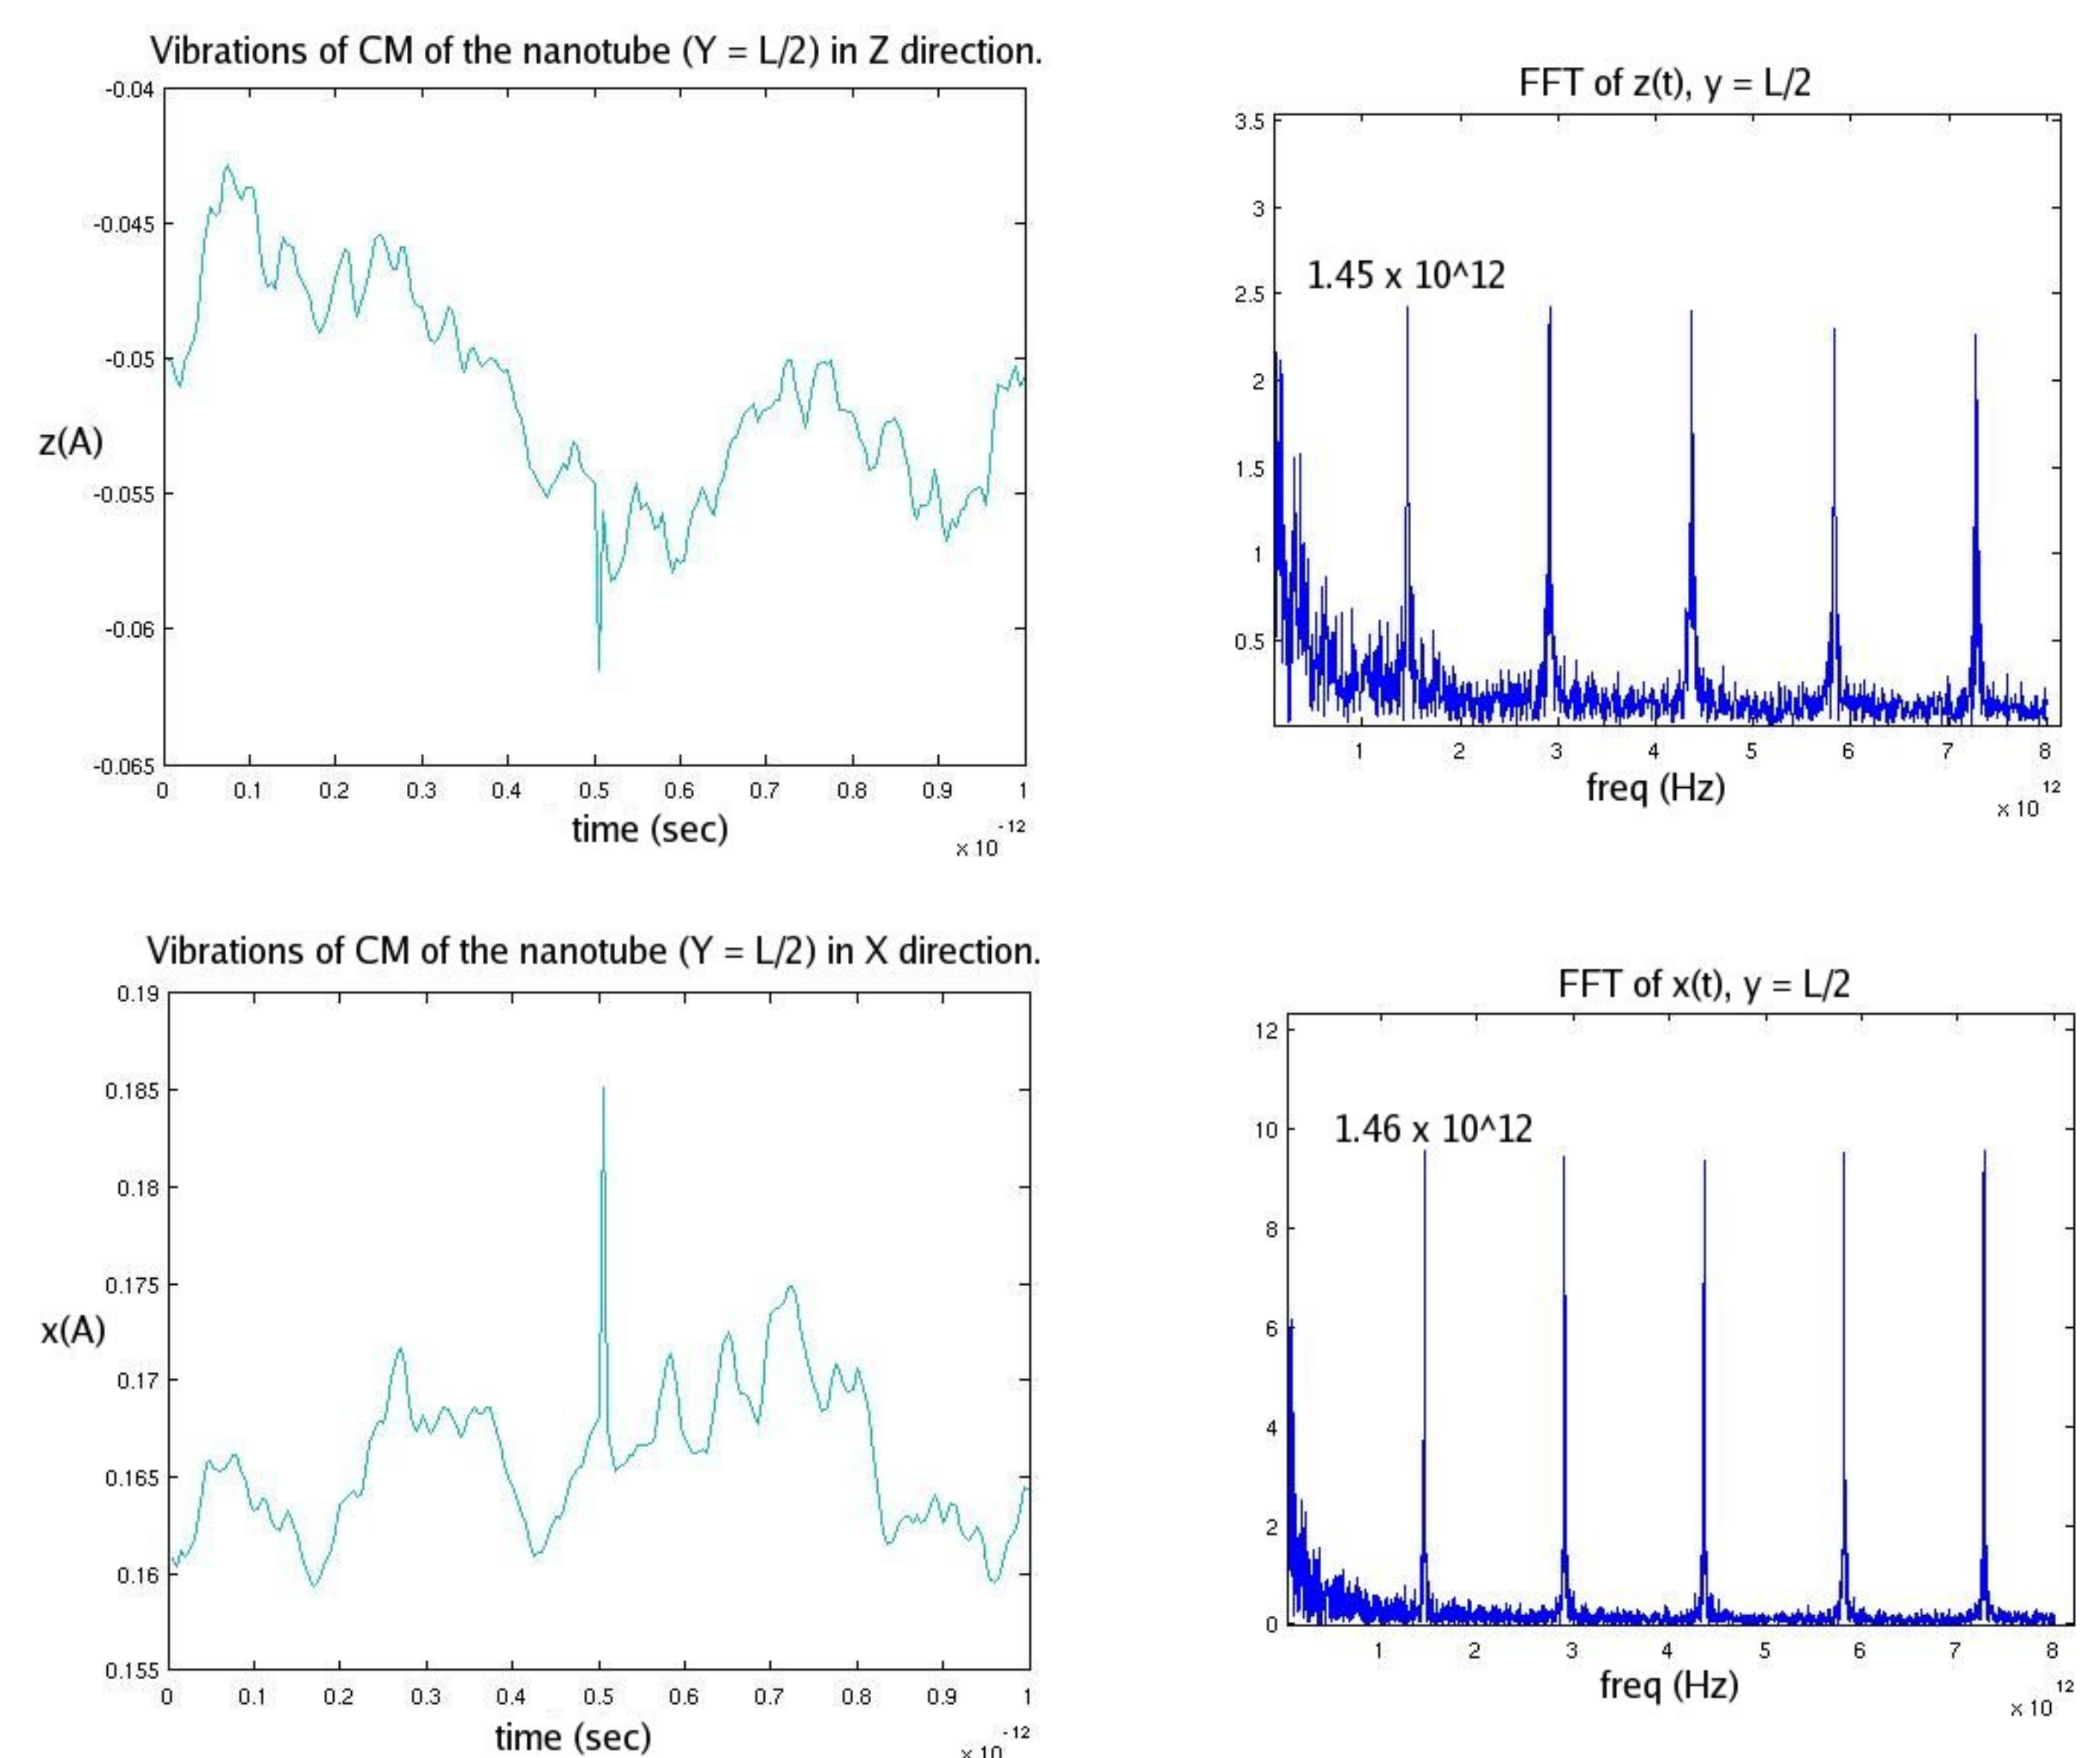 Vibrations of CM of the nanotube (Y = L/2) in Z direction.
-0.04
-0.045
-0.05
z(A)
-0.055
-0.06
-0.065
0 0.1 0.2 0.3 0.4 0.5 0.6 0.7 0.8 0.9 1
time (sec)
x 10 -12
FFT of z(t), y = L/2
3.5
3
1.45 x 10^12
2.5
2
1.5
1
0.5
1 2 3 4 5 6 7 8
freq (Hz)
x 10 12
Vibrations of CM of the nanotube (Y = L/2) in X direction.
0.19
0.185
0.18
0.175
x(A)
0.17
0.165
0.16
0.155
0 0.1 0.2 0.3 0.4 0.5 0.6 0.7 0.8 0.9 1
time (sec)
x 10 -12
FFT of x(t), y = L/2
12
1.46 x 10^12
10
8
6
4
2
0
1 2 3 4 5 6 7 8
freq (Hz)
x 10 12